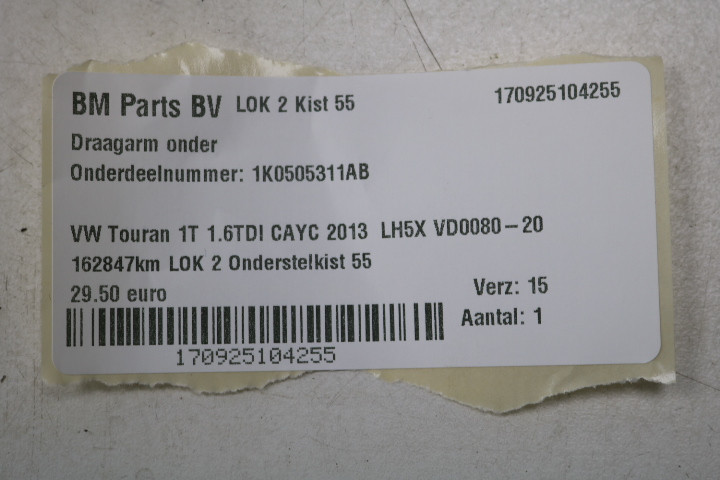 BM Parts BV LOK 2 Kist 55 170925104255
Draagarm onder
Onderdeelnummer: 1K0505311AB
VW Touran 1T 1.6TDI CAYC 2013 LH5X VD0080-20
162847km LOK 2 Onderstelkist 55
29.50 euro Verz: 15
Aantal: 1
170925104255